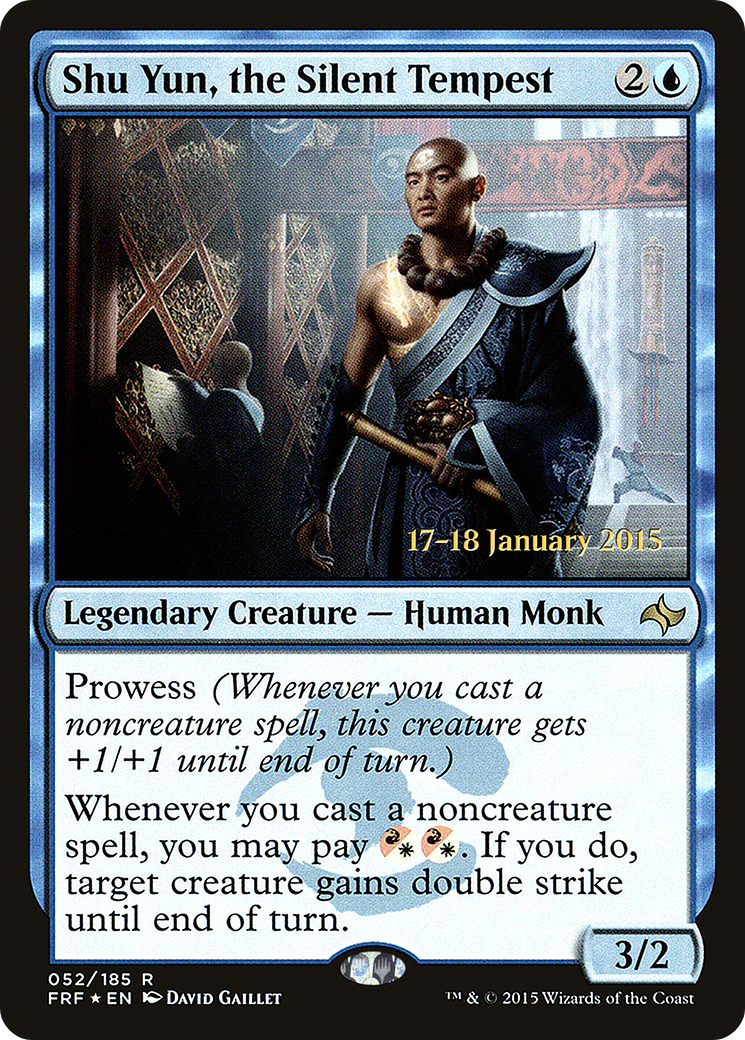 Shu Yun, the Silent Tempest 2
17–18 January 2015
Legendary Creature — Human Monk
Prowess (Whenever you cast a
noncreature spell, this creature gets
+1/+1 until end of turn.)
Whenever you cast a noncreature
spell, you may pay . If you do,
target creature gains double strike
until end of turn.
3/2
052/185 R
FRF ★ EN DAVID GAILLET
™ & © 2015 Wizards of the Coast